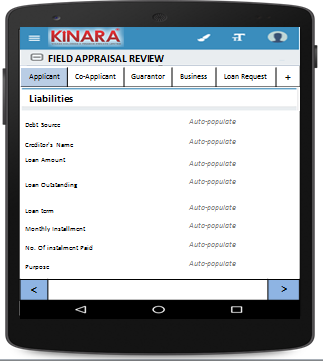 KINARA
FIELD APPRAISAL REVIEW
Applicant Co-Applicant Guarantor Business Loan Request +
Liabilities
Debt Source Auto-populate
Creditor's Name Auto-populate
Loan Amount Auto-populate
Loan Outstanding Auto-populate
Loan term Auto-populate
Monthly Installment Auto-populate
No. Of instalment Paid Auto-populate
Purpose Auto-populate
< >